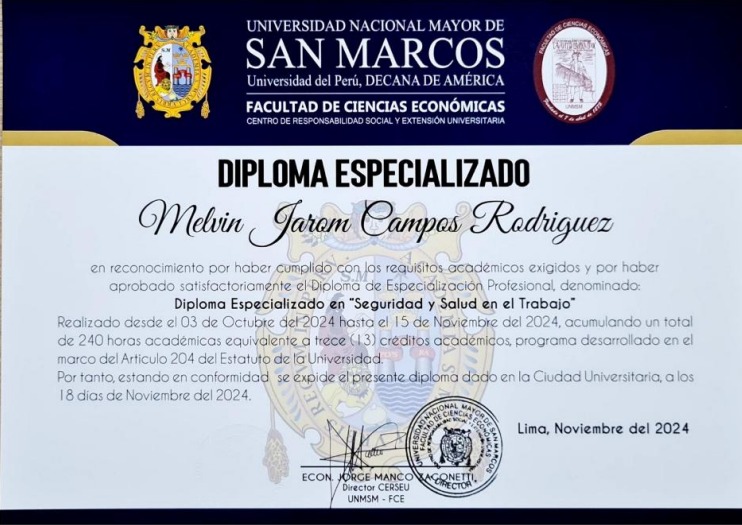 UNIVERSIDAD NACIONAL MAYOR DE
SAN MARCOS
Universidad del Perú, DECANA DE AMÉRICA
FACULTAD DE CIENCIAS ECONÓMICAS
CENTRO DE RESPONSABILIDAD SOCIAL Y EXTENSIÓN UNIVERSITARIA
FACULTAD DE CIENCIAS ECONÓMICAS
UNMSM
DIPLOMA ESPECIALIZADO
Melvin Jarom Campos Rodriguez
en reconocimiento por haber cumplido con los requisitos académicos exigidos y por haber
aprobado satisfactoriamente el Diploma de Especialización Profesional, denominado:
Diploma Especializado en "Seguridad y Salud en el Trabajo"
Realizado desde el 03 de Octubre del 2024 hasta el 15 de Noviembre del 2024, acumulando un total
de 240 horas académicas equivalente a trece (13) créditos académicos, programa desarrollado en el
marco del Articulo 204 del Estatuto de la Universidad.
Por tanto, estando en conformidad se expide el presente diploma dado en la Ciudad Universitaria, a los
18 días de Noviembre del 2024.
Lima, Noviembre del 2024
UNIVERSIDAD NACIONAL MAYOR DE SAN MARCOS
FACULTAD DE CIENCIAS ECONÓMICAS
DIRECTOR
ECON. JORGE MANCO ZACONETTI
Director CERSEU
UNMSM - FCE